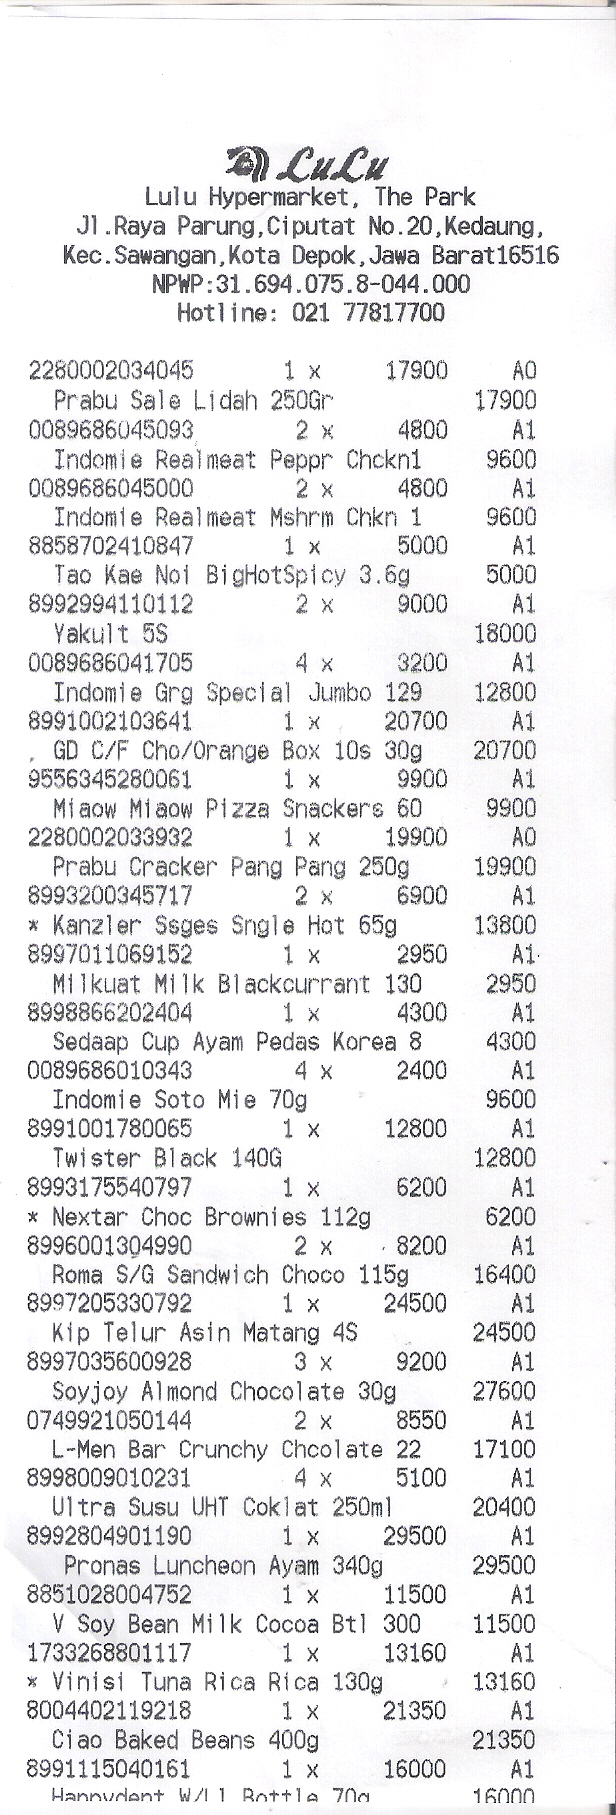 LuLu
Lulu Hypermarket, The Park
Jl.Raya Parung,Ciputat No.20,Kedaung,
Kec.Sawangan,Kota Depok,Jawa Barat16516
NPWP:31.694.075.8-044.000
Hotline: 021 77817700
2280002034045 1 x 17900 A0
Prabu Sale Lidah 250Gr 17900
0089686045093 2 x 4800 A1
Indomie Realmeat Peppr Chckn1 9600
0089686045000 2 x 4800 A1
Indomie Realmeat Mshrm Chkn 1 9600
8858702410847 1 x 5000 A1
Tao Kae Noi BigHotSpicy 3.6g 5000
8992994110112 2 x 9000 A1
Yakult 5S 18000
0089686041705 4 x 3200 A1
Indomie Grg Special Jumbo 129 12800
8991002103641 1 x 20700 A1
GD C/F Cho/Orange Box 10s 30g 20700
9556345280061 1 x 9900 A1
Miaow Miaow Pizza Snackers 60 9900
2280002033932 1 x 19900 A0
Prabu Cracker Pang Pang 250g 19900
8993200345717 2 x 6900 A1
* Kanzler Ssges Sngle Hot 65g 13800
8997011069152 1 x 2950 A1
Milkuat Milk Blackcurrant 130 2950
8998866202404 1 x 4300 A1
Sedaap Cup Ayam Pedas Korea 8 4300
0089686010343 4 x 2400 A1
Indomie Soto Mie 70g 9600
8991001780065 1 x 12800 A1
Twister Black 140G 12800
8993175540797 1 x 6200 A1
* Nextar Choc Brownies 112g 6200
8996001304990 2 x 8200 A1
Roma S/G Sandwich Choco 115g 16400
8997205330792 1 x 24500 A1
Kip Telur Asin Matang 4S 24500
8997035600928 3 x 9200 A1
Soyjoy Almond Chocolate 30g 27600
0749921050144 2 x 8550 A1
L-Men Bar Crunchy Chcolate 22 17100
8998009010231 4 x 5100 A1
Ultra Susu UHT Coklat 250ml 20400
8992804901190 1 x 29500 A1
Pronas Luncheon Ayam 340g 29500
8851028004752 1 x 11500 A1
V Soy Bean Milk Cocoa Btl 300 11500
1733268801117 1 x 13160 A1
* Vinisi Tuna Rica Rica 130g 13160
8004402119218 1 x 21350 A1
Ciao Baked Beans 400g 21350
8991115040161 1 x 16000 A1
Happydent W/Ll Bottle 70g 16000